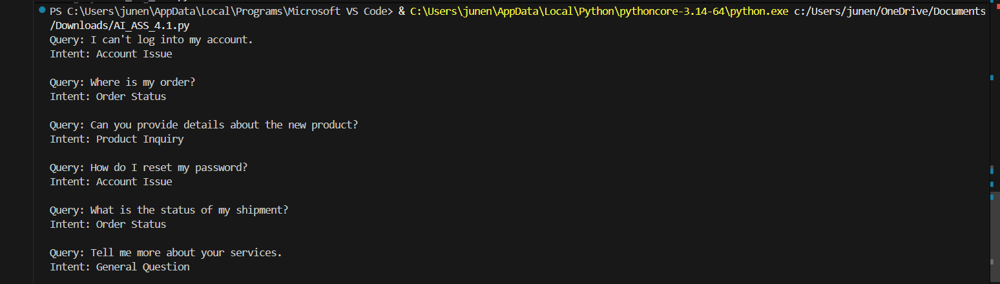 PS C:\Users\junen\AppData\Local\Programs\Microsoft VS Code> & C:\Users\junen\AppData\Local\Python\pythoncore-3.14-64\python.exe c:/Users/junen/OneDrive/Documents
/Downloads/AI_ASS_4.1.py
Query: I can't log into my account.
Intent: Account Issue
Query: Where is my order?
Intent: Order Status
Query: Can you provide details about the new product?
Intent: Product Inquiry
Query: How do I reset my password?
Intent: Account Issue
Query: What is the status of my shipment?
Intent: Order Status
Query: Tell me more about your services.
Intent: General Question